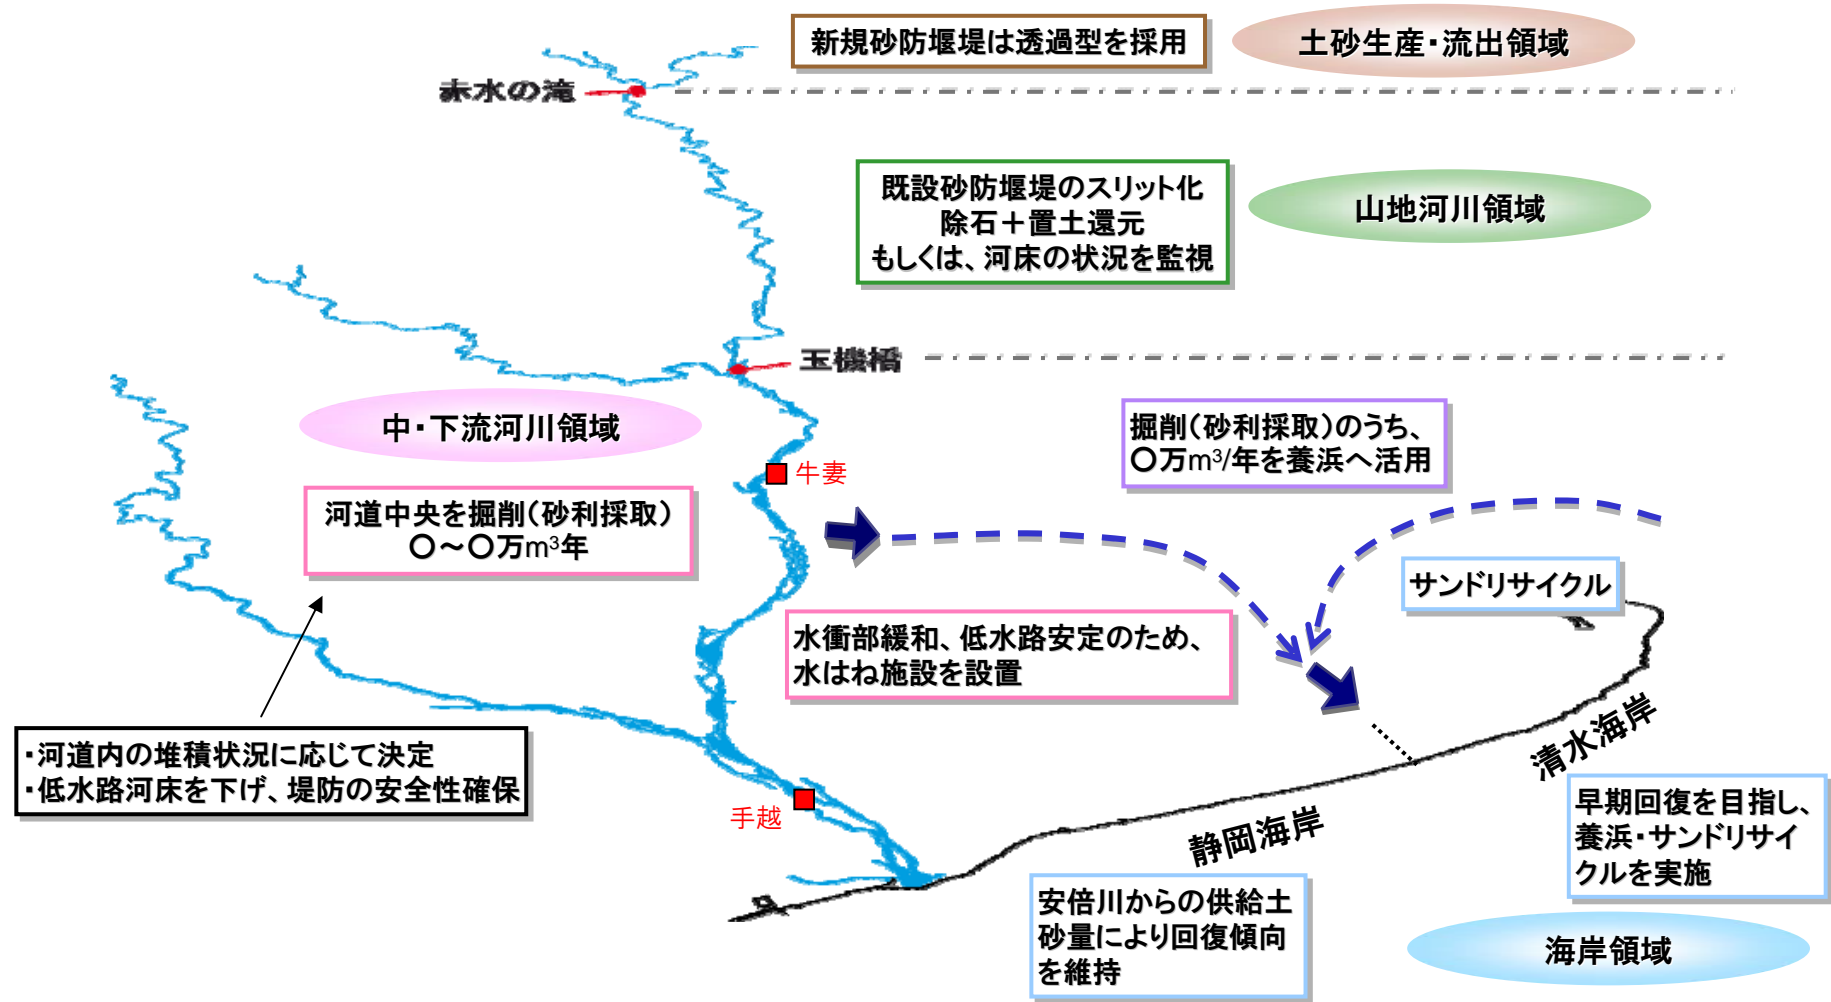 新規砂防堰堤は透過型を採用
土砂生産・流出領域
赤水の滝
既設砂防堰堤のスリット化
除石＋置土還元
もしくは、河床の状況を監視
山地河川領域
玉機橋
中・下流河川領域
掘削（砂利採取）のうち、
〇万m³/年を養浜へ活用
牛妻
河道中央を掘削（砂利採取）
〇～〇万m³年
サンドリサイクル
水衝部緩和、低水路安定のため、
水はね施設を設置
・河道内の堆積状況に応じて決定
・低水路河床を下げ、堤防の安全性確保
手越
清水海岸
静岡海岸
早期回復を目指し、
養浜・サンドリサイ
クルを実施
安倍川からの供給土
砂量により回復傾向
を維持
海岸領域